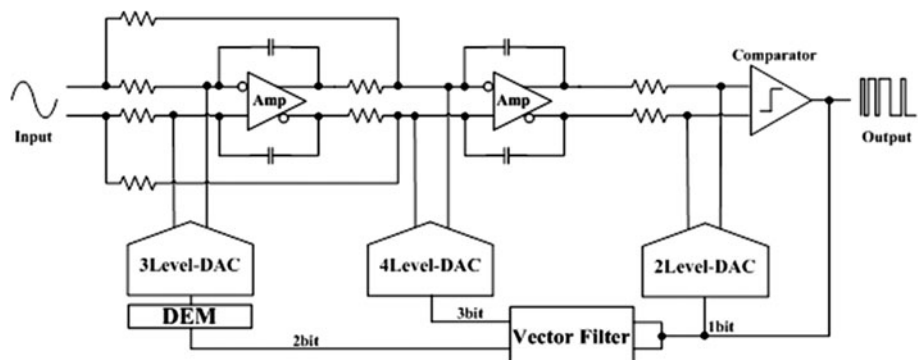 Comparator
Amp
Amp
Input
Output
3Level-DAC
4Level-DAC
2Level-DAC
DEM
3bit
Vector Filter
1bit
2bit